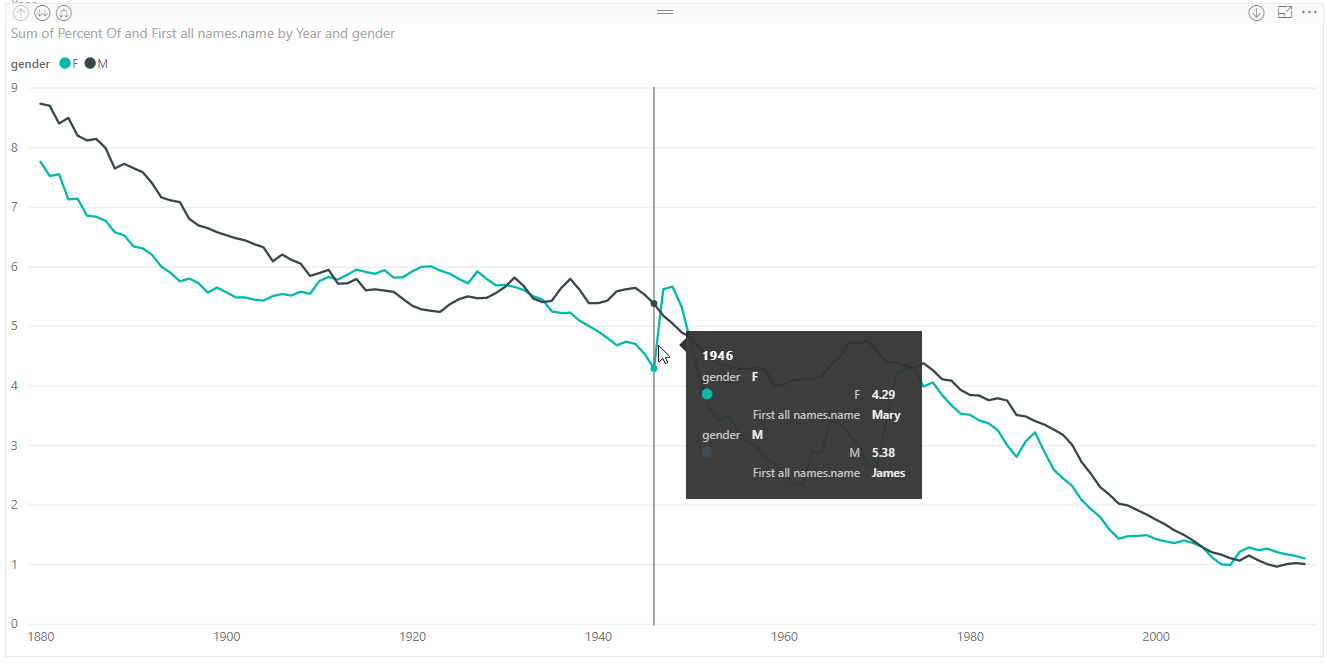 Sum of Percent Of and First all names.name by Year and gender
gender F M
9
8
7
6
5
4
3
2
1
0
1946
gender F
F 4.29
First all names.name Mary
gender M
M 5.38
First all names.name James
1880 1900 1920 1940 1960 1980 2000